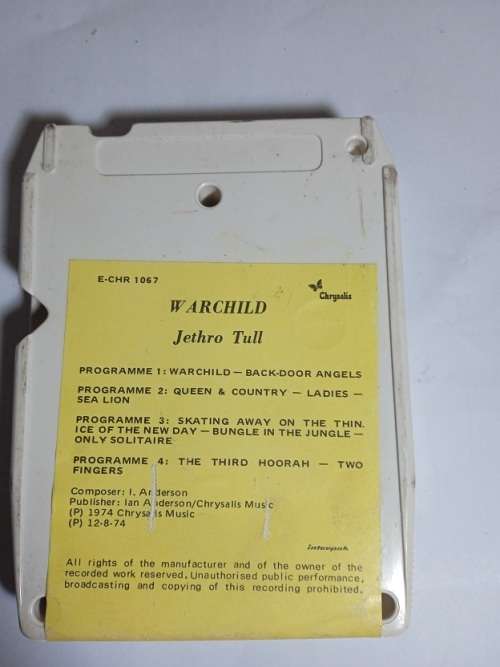 E-CHR 1067
Chrysalis
WARCHILD
Jethro Tull
PROGRAMME 1: WARCHILD — BACK-DOOR ANGELS
PROGRAMME 2: QUEEN & COUNTRY — LADIES —
SEA LION
PROGRAMME 3: SKATING AWAY ON THE THIN.
ICE OF THE NEW DAY — BUNGLE IN THE JUNGLE —
ONLY SOLITAIRE
PROGRAMME 4: THE THIRD HOORAH — TWO
FINGERS
Composer: I. Anderson
Publisher: Ian Anderson/Chrysalis Music
(P) 1974 Chrysalis Music
(P) 12-8-74
interpak
All rights of the manufacturer and of the owner of the
recorded work reserved. Unauthorised public performance,
broadcasting and copying of this recording prohibited.